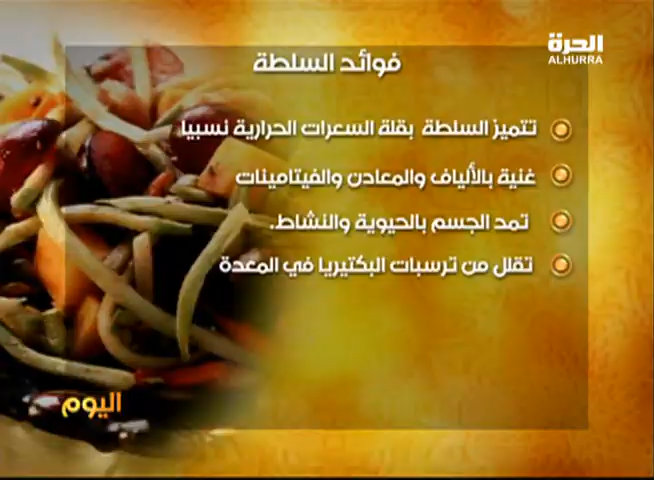 الحرة
ALHURRA
فوائد السلطة
تتميز السلطة بقلة السعرات الحرارية نسبيا
غنية بالألياف والمعادن والفيتامينات
تمد الجسم بالحيوية والنشاط.
تقلل من ترسبات البكتيريا في المعدة
اليوم